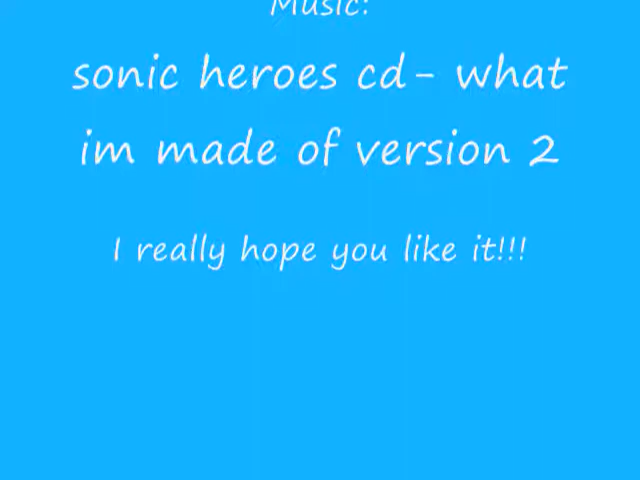 Music:
sonic heroes cd- what
im made of version 2
I really hope you like it!!!